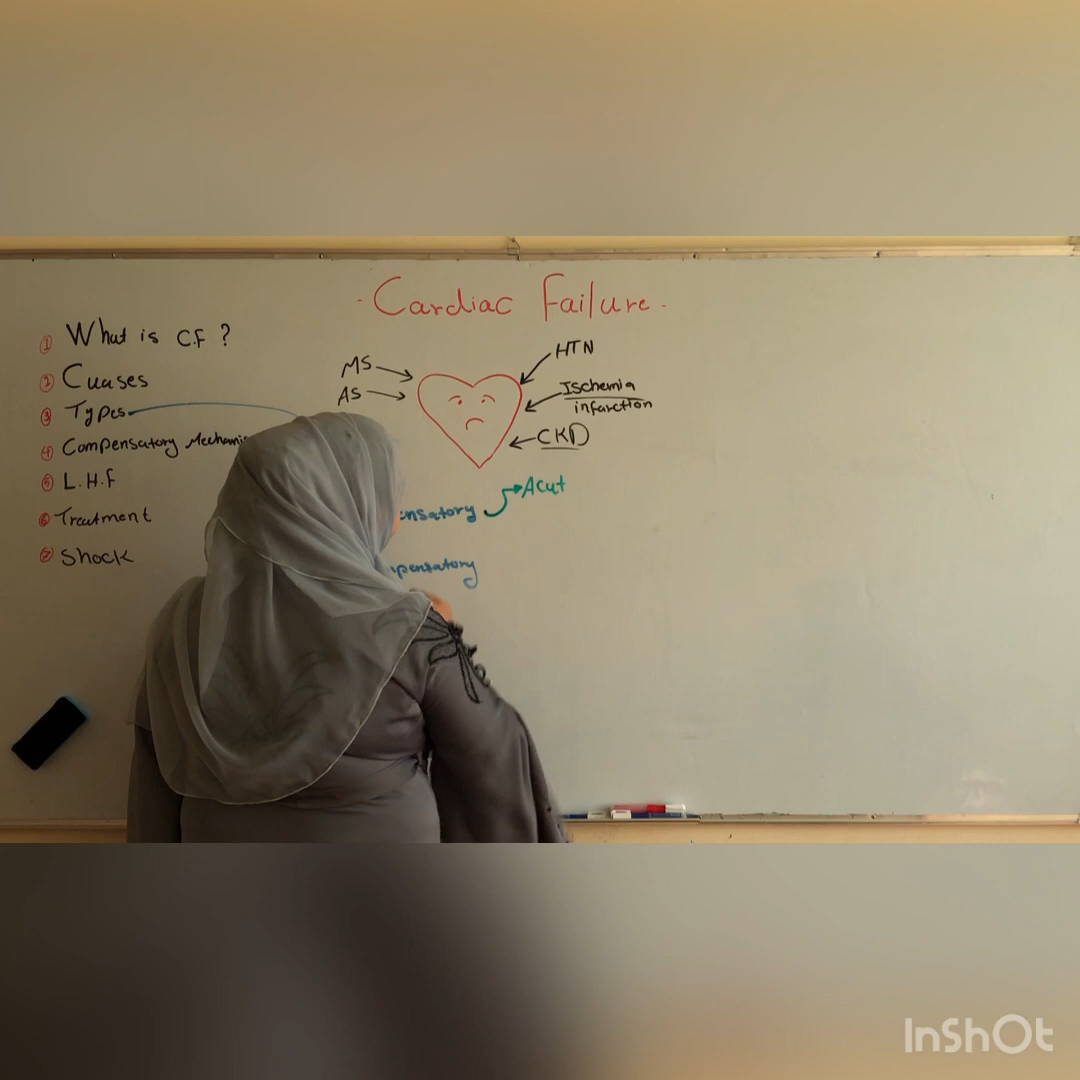 - Cardiac Failure -
① What is C.F ?
② Cuases
③ Types
④ Compensatory
⑤ L.H.F
⑥ Treatment
⑦ Shock
MS
AS
HTN
Ischemia
infarction
CKD
Acut
InShOt